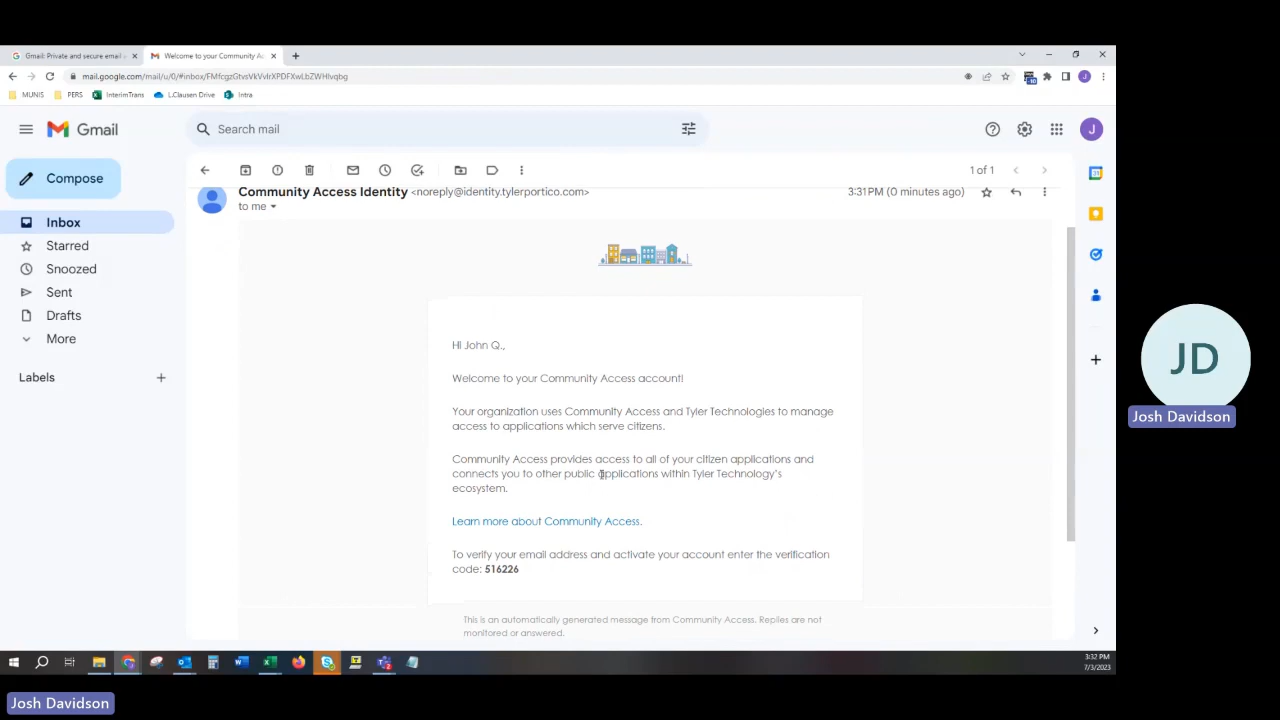 Gmail: Private and secure email a
Welcome to your Community Ac
mail.google.com/mail/u/0/#inbox/FMfcgzGtvsVkVvlrXPDFXwLbZWHlvqbg
MUNIS
PERS
InterimTrans
L.Clausen Drive
Intra
Gmail
Search mail
J
Compose
1 of 1
Community Access Identity <noreply@identity.tylerportico.com>
3:31 PM (0 minutes ago)
to me
Inbox
Starred
Snoozed
Sent
Drafts
More
Labels
Hi John Q.,
Welcome to your Community Access account!
Your organization uses Community Access and Tyler Technologies to manage
access to applications which serve citizens.
Community Access provides access to all of your citizen applications and
connects you to other public applications within Tyler Technology's
ecosystem.
Learn more about Community Access.
To verify your email address and activate your account enter the verification
code: 516226
This is an automatically generated message from Community Access. Replies are not
monitored or answered.
JD
Josh Davidson
3:32 PM
7/3/2023
Josh Davidson